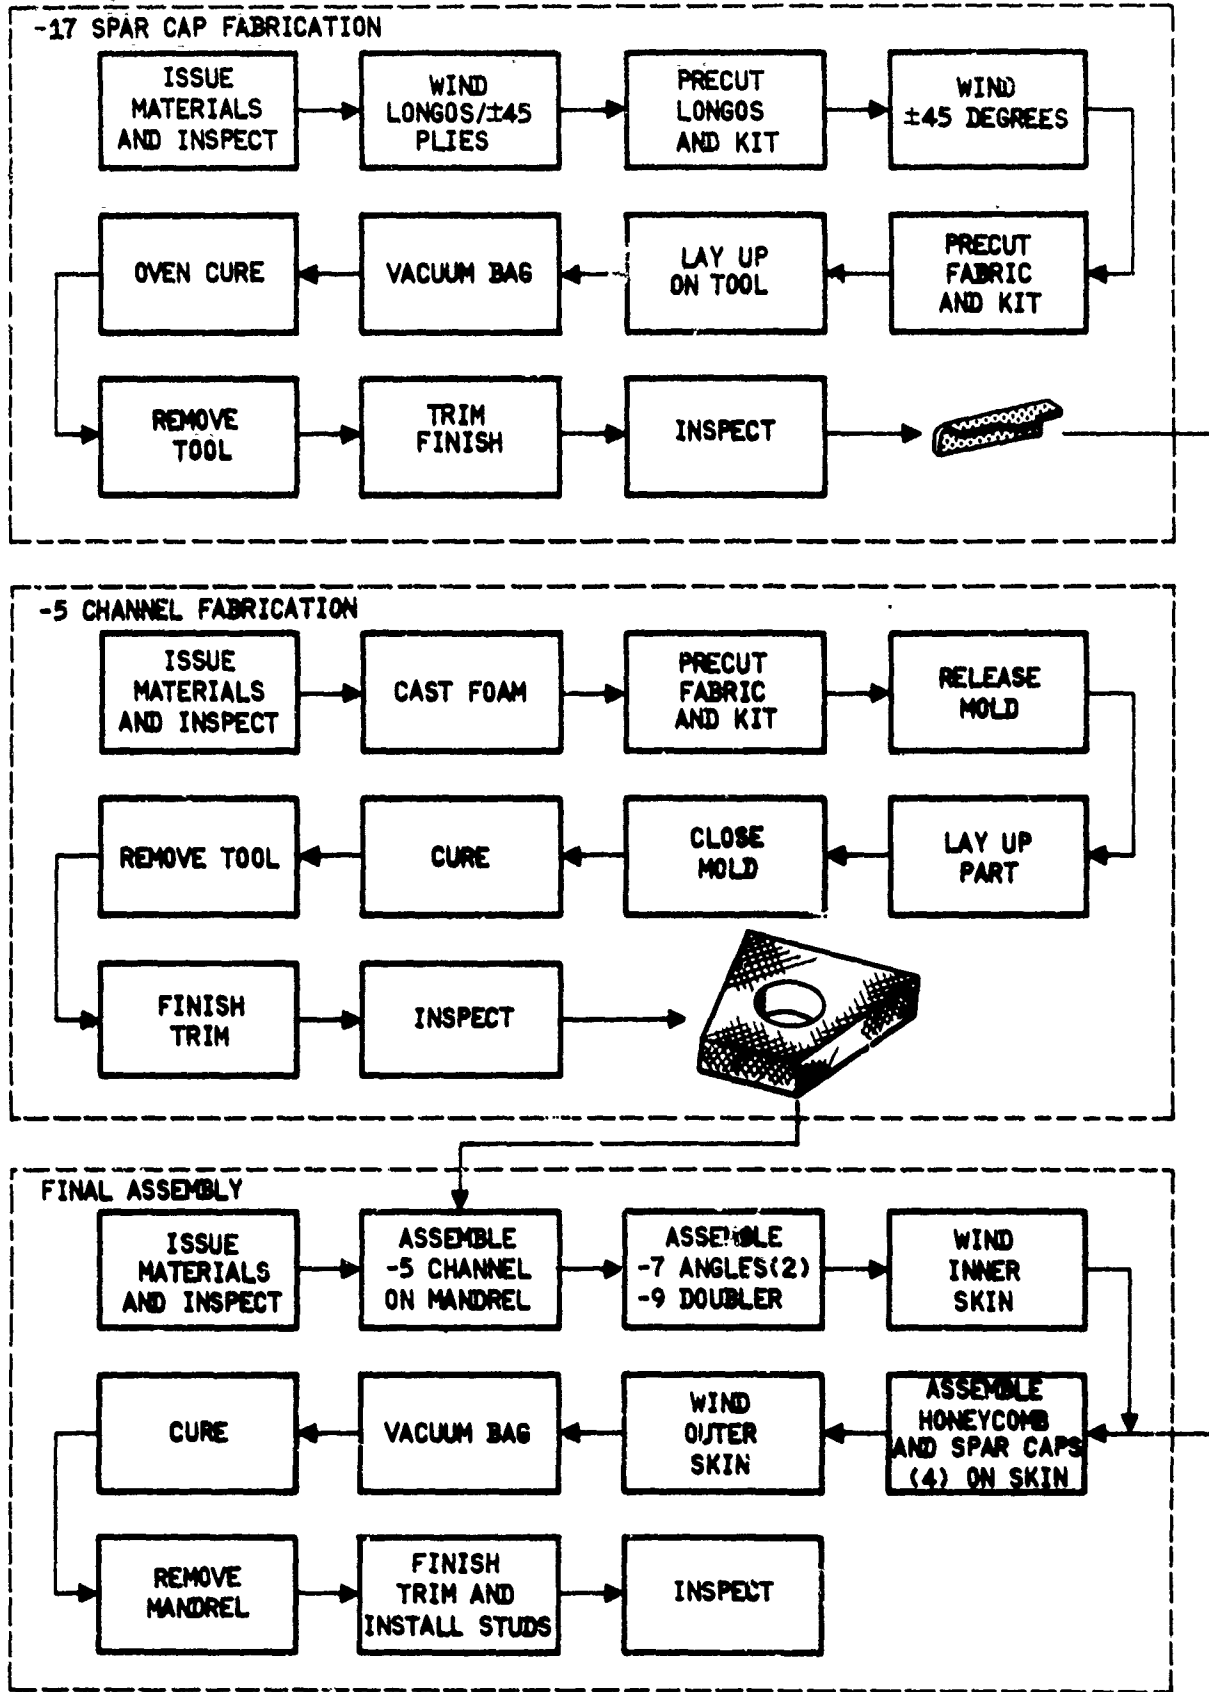 -17 SPAR CAP FABRICATION
ISSUE
MATERIALS
AND INSPECT
WIND
LONGOS/±45
PLIES
PRECUT
LONGOS
AND KIT
WIND
±45 DEGREES
PRECUT
FABRIC
AND KIT
LAY UP
ON TOOL
VACUUM BAG
OVEN CURE
REMOVE
TOOL
TRIM
FINISH
INSPECT
-5 CHANNEL FABRICATION
ISSUE
MATERIALS
AND INSPECT
CAST FOAM
PRECUT
FABRIC
AND KIT
RELEASE
MOLD
LAY UP
PART
CLOSE
MOLD
CURE
REMOVE TOOL
FINISH
TRIM
INSPECT
FINAL ASSEMBLY
ISSUE
MATERIALS
AND INSPECT
ASSEMBLE
-5 CHANNEL
ON MANDREL
ASSEMBLE
-7 ANGLES(2)
-9 DOUBLER
WIND
INNER
SKIN
ASSEMBLE
HONEYCOMB
AND SPAR CAPS
(4) ON SKIN
WIND
OUTER
SKIN
VACUUM BAG
CURE
REMOVE
MANDREL
FINISH
TRIM AND
INSTALL STUDS
INSPECT